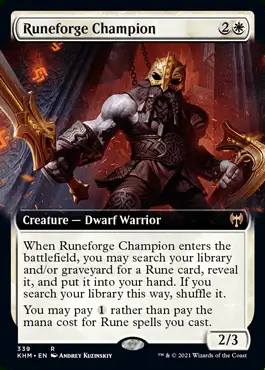 Runeforge Champion 2
Creature — Dwarf Warrior
When Runeforge Champion enters the
battlefield, you may search your library
and/or graveyard for a Rune card, reveal
it, and put it into your hand. If you
search your library this way, shuffle it.
You may pay 1 rather than pay the
mana cost for Rune spells you cast.
2/3
339 R
KHM • EN Andrey Kuzinskiy ™ & © 2021 Wizards of the Coast